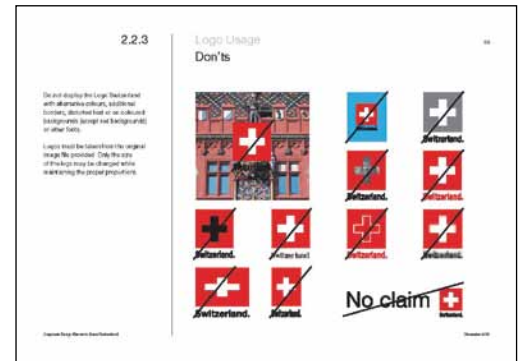 2.2.3
Logo Usage
Don'ts
Do not display the Logo Switzerland
with alternative colours, additional
borders, distorted text or on coloured
backgrounds (except red backgrounds)
or other fonts.
Logos must be taken from the original
image file provided. Only the size
of the logo may be changed while
maintaining the proper proportions.
Switzerland.
Switzerland.
Switzerland.
Switzerland.
Switzerland
Switzerland.
Switzerland.
Switzerland.
Switzerland.
No claim
Switzerland.